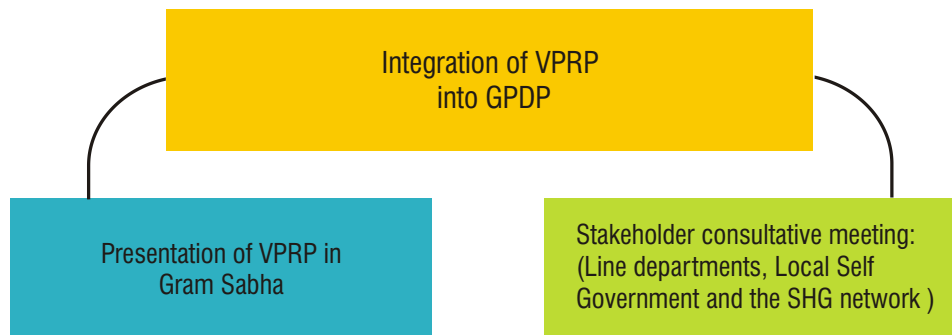 Integration of VPRP
into GPDP
Presentation of VPRP in
Gram Sabha
Stakeholder consultative meeting:
(Line departments, Local Self
Government and the SHG network )